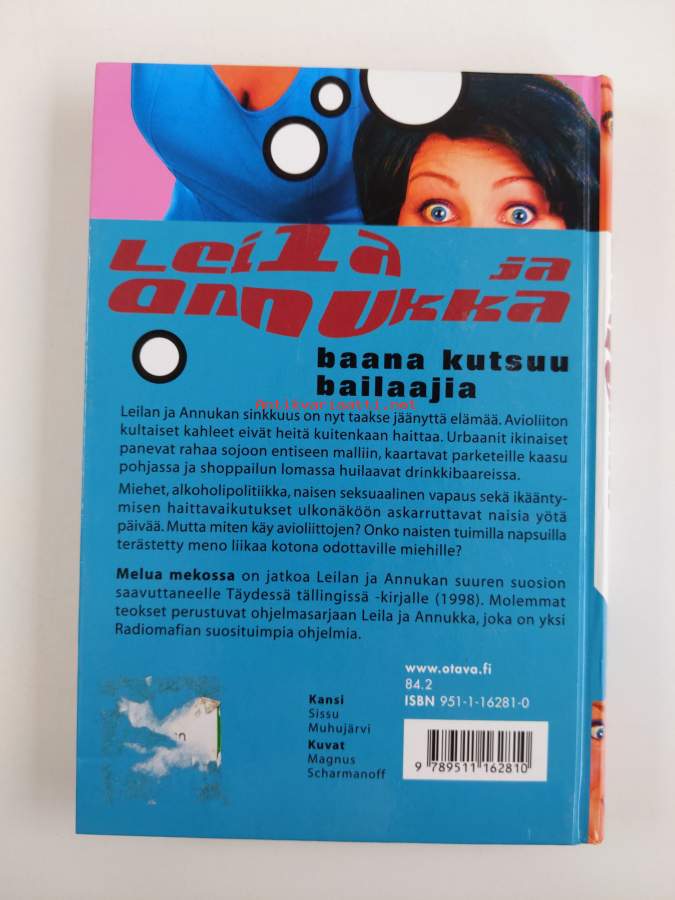 Leila ja
annukka
baana kutsuu
bailaajia
Antikvariaatti.net
Leilan ja Annukan sinkkuus on nyt taakse jäänyttä elämää. Avioliiton
kultaiset kahleet eivät heitä kuitenkaan haittaa. Urbaanit ikinaiset
panevat rahaa sojoon entiseen malliin, kaartavat parketeille kaasu
pohjassa ja shoppailun lomassa huilaavat drinkkibaareissa.
Miehet, alkoholipolitiikka, naisen seksuaalinen vapaus sekä ikäänty-
misen haittavaikutukset ulkonäköön askarruttavat naisia yötä
päivää. Mutta miten käy avioliittojen? Onko naisten tuimilla napsuilla
terästetty meno liikaa kotona odottaville miehille?
Melua mekossa on jatkoa Leilan ja Annukan suuren suosion
saavuttaneelle Täydessä tällingissä -kirjalle (1998). Molemmat
teokset perustuvat ohjelmasarjaan Leila ja Annukka, joka on yksi
Radiomafian suosituimpia ohjelmia.
www.otava.fi
84.2
ISBN 951-1-16281-0
Kansi
Sissu
Muhujärvi
Kuvat
Magnus
Scharmanoff
9 789511 162810